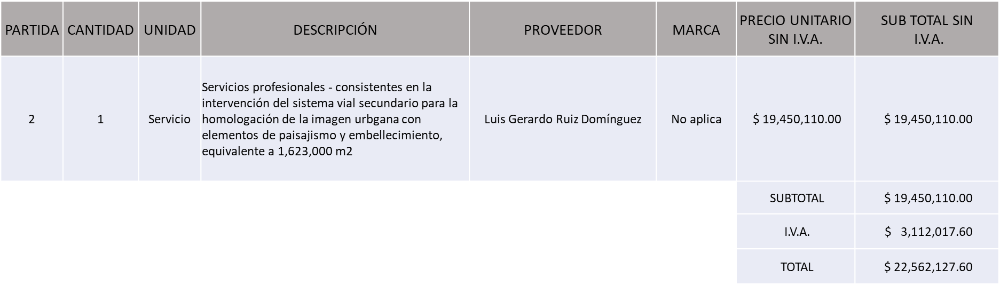 PARTIDA
CANTIDAD
UNIDAD
DESCRIPCIÓN
PROVEEDOR
MARCA
PRECIO UNITARIO
SIN I.V.A.
SUB TOTAL SIN
I.V.A.
2
1
Servicio
Servicios profesionales - consistentes en la
intervención del sistema vial secundario para la
homologación de la imagen urbgana con
elementos de paisajismo y embellecimiento,
equivalente a 1,623,000 m2
Luis Gerardo Ruiz Domínguez
No aplica
$ 19,450,110.00
$ 19,450,110.00
SUBTOTAL
$ 19,450,110.00
I.V.A.
$ 3,112,017.60
TOTAL
$ 22,562,127.60